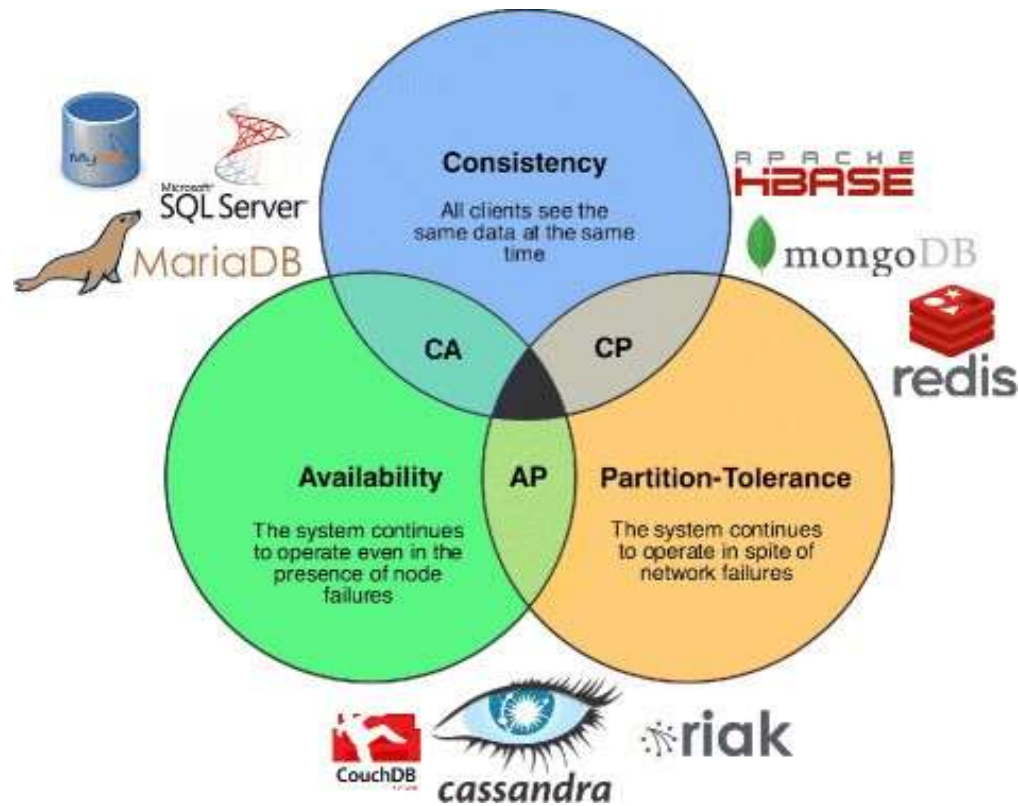 MySQL
Microsoft®
SQL Server
MariaDB
Consistency
All clients see the
same data at the same
time
APACHE
HBASE
mongoDB
redis
CA
CP
Availability
AP
Partition-Tolerance
The system continues
to operate even in the
presence of node
failures
The system continues
to operate in spite of
network failures
CouchDB
cassandra
riak